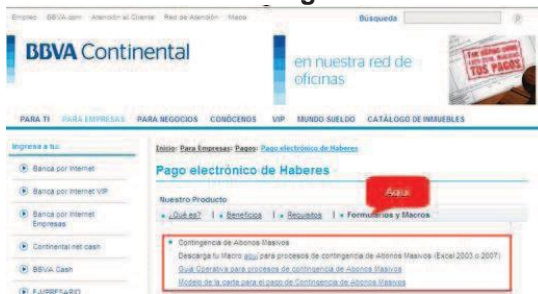 Empleo BBVA.com Atención al Cliente Red de Atención Mapa Búsqueda
BBVA Continental
en nuestra red de
oficinas
TUS PAGOS
PARA TI PARA EMPRESAS PARA NEGOCIOS CONÓCENOS VIP MUNDO SUELDO CATÁLOGO DE INMUEBLES
Ingresa a tu:
Inicio: Para Empresas: Pagos: Pago electrónico de Haberes
Banca por Internet
Pago electrónico de Haberes
Banca por Internet VIP
Aquí
Nuestro Producto
Banca por Internet
Empresas
¿Qué es? Beneficios Requisitos Formularios y Macros
Continental net cash
Contingencia de Abonos Masivos
Descarga tu Macro aquí para procesos de contingencia de Abonos Masivos (Excel 2003 o 2007)
BBVA Cash
Guía Operativa para procesos de contingencia de Abonos Masivos
Modelo de la carta para el pago de Contingencia de Abonos Masivos